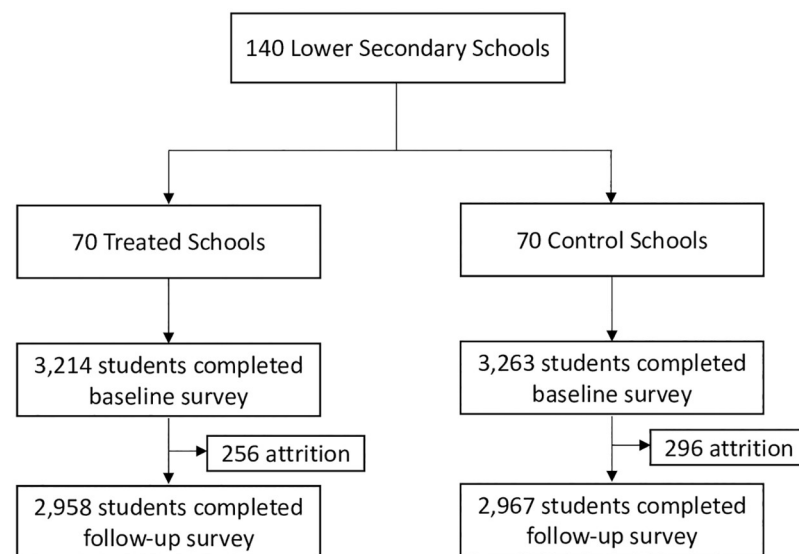 140 Lower Secondary Schools
70 Treated Schools
70 Control Schools
3,214 students completed
baseline survey
3,263 students completed
baseline survey
256 attrition
296 attrition
2,958 students completed
follow-up survey
2,967 students completed
follow-up survey